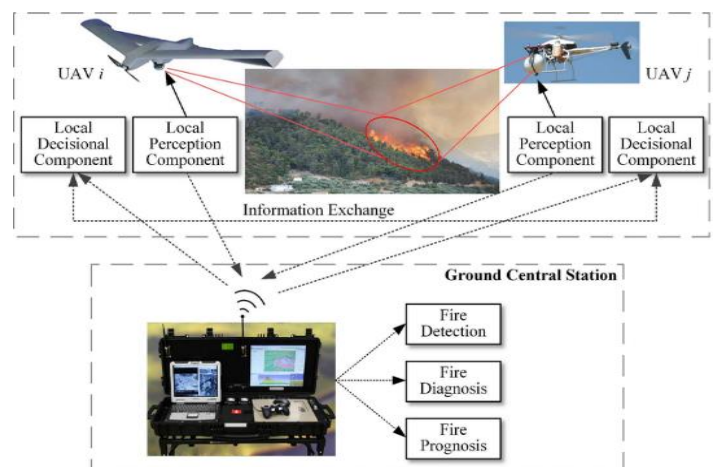 UAV i
UAV j
Local
Decisional
Component
Local
Perception
Component
Local
Perception
Component
Local
Decisional
Component
Information Exchange
Ground Central Station
Fire
Detection
Fire
Diagnosis
Fire
Prognosis